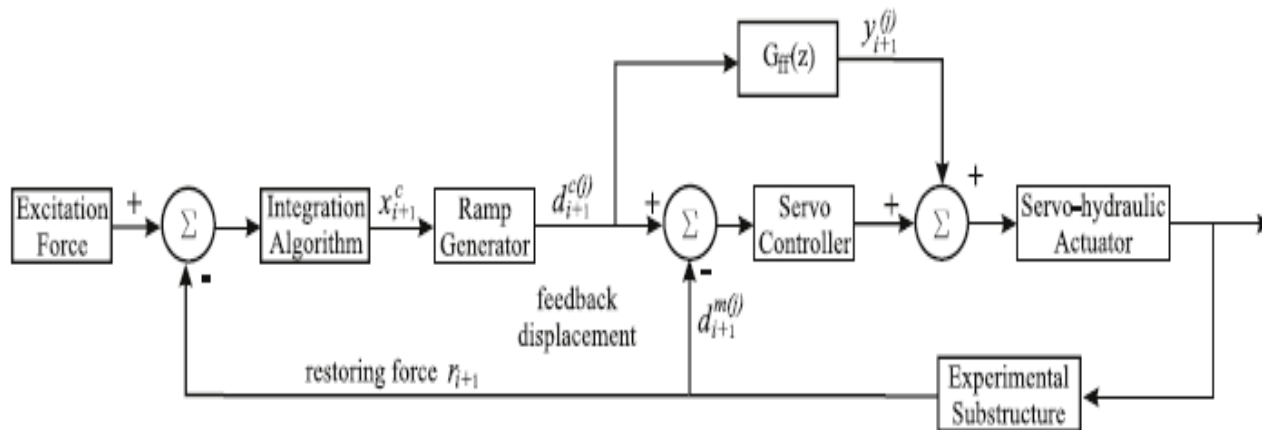 G_ff(z)
y_{i+1}^{(j)}
+
Excitation
Force
+
Σ
-
Integration
Algorithm
x_{i+1}^{c}
Ramp
Generator
d_{i+1}^{c(j)}
+
Σ
-
Servo
Controller
+
Σ
Servo-hydraulic
Actuator
feedback
displacement
d_{i+1}^{m(j)}
restoring force r_{i+1}
Experimental
Substructure